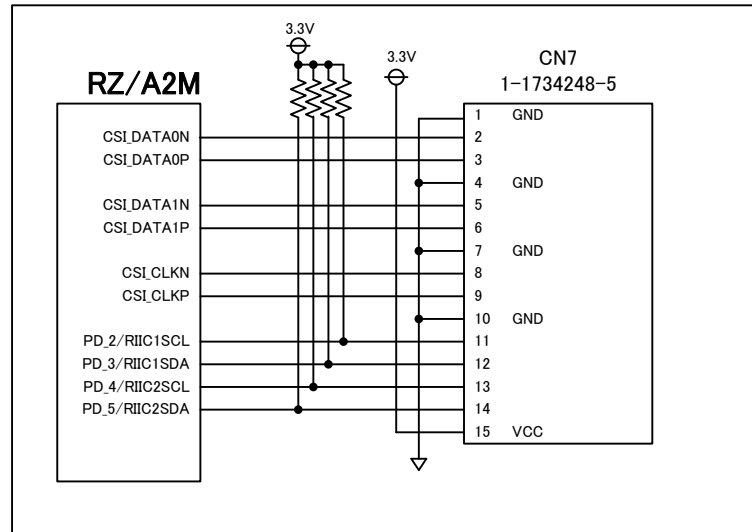 3.3V
3.3V
RZ/A2M
CN7
1-1734248-5
1 GND
CSI_DATA0N 2
CSI_DATA0P 3
4 GND
CSI_DATA1N 5
CSI_DATA1P 6
7 GND
CSI_CLKN 8
CSI_CLKP 9
10 GND
PD_2/RIIC1SCL 11
PD_3/RIIC1SDA 12
PD_4/RIIC2SCL 13
PD_5/RIIC2SDA 14
15 VCC